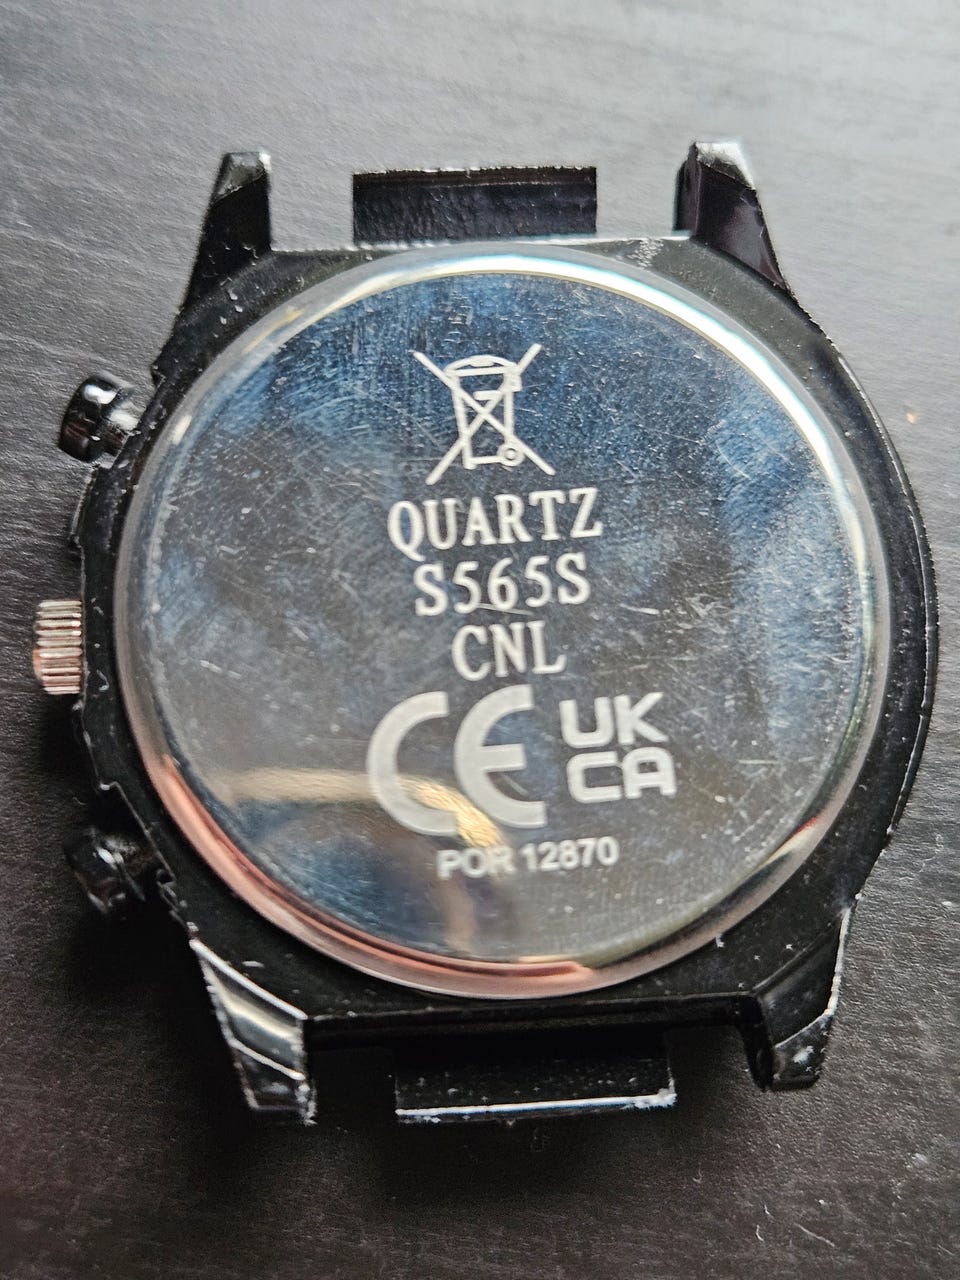 QUARTZ
S565S
CNL
CE UK
CA
POR 12870